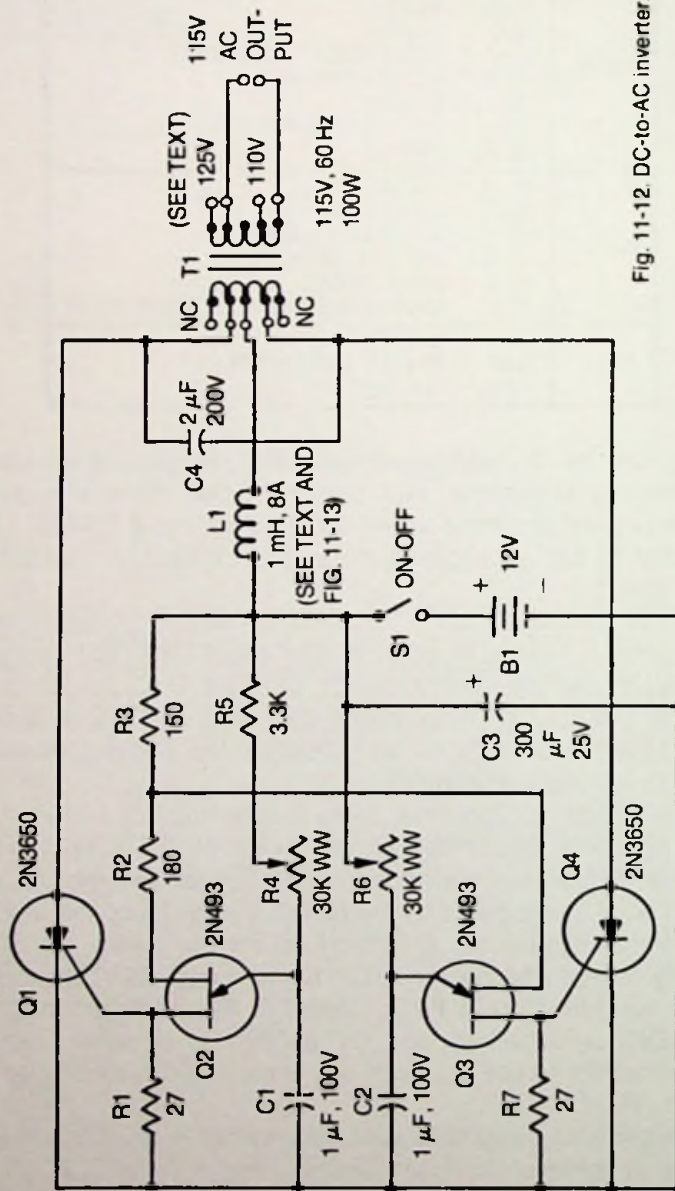 Q1
2N3650
R1
27
Q2
2N493
R2
180
R3
150
R5
3.3K
C1
1 µF, 100V
R4
30K WW
C2
1 µF, 100V
R6
30K WW
Q3
2N493
R7
27
Q4
2N3650
C4
2 µF
200V
L1
1 mH, 8A
(SEE TEXT AND
FIG. 11-13)
S1
ON-OFF
+
C3
300
µF
25V
+
B1
12V
-
NC
NC
T1
(SEE TEXT)
125V
110V
115V
AC
OUT-
PUT
115V, 60 Hz
100W
Fig. 11-12. DC-to-AC inverter.